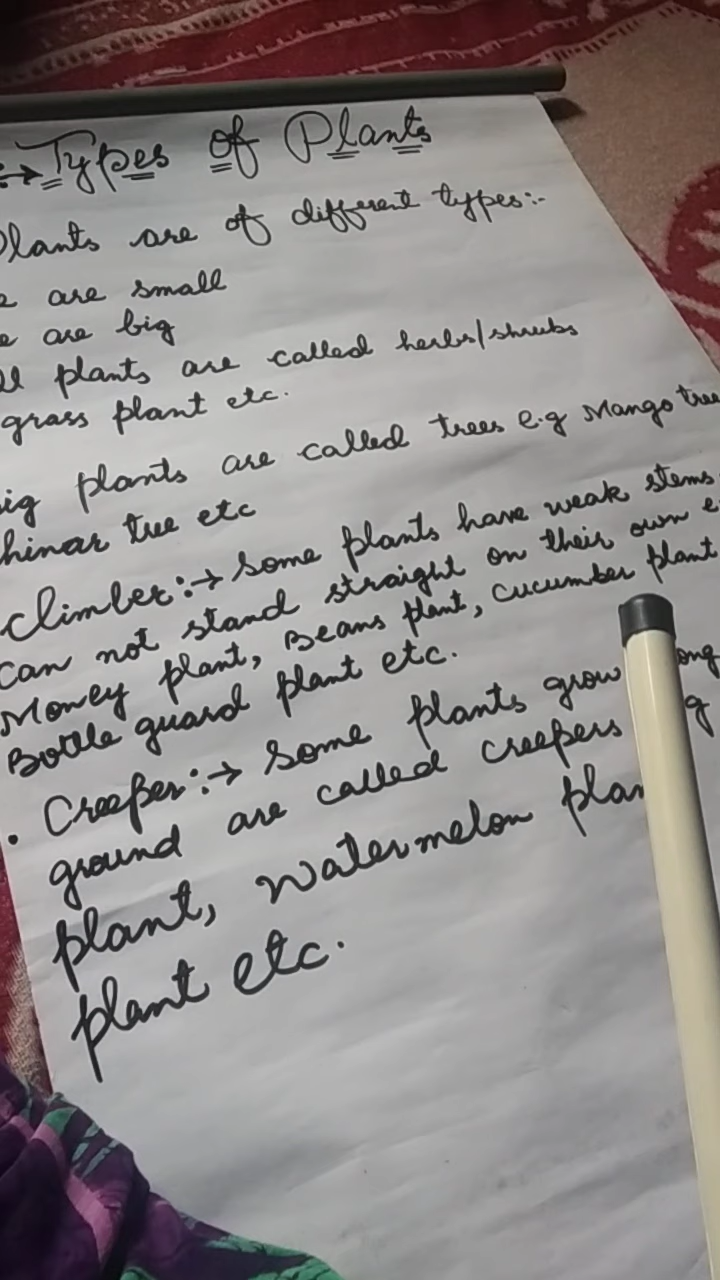 Types of Plants
Plants are of different types:-
are small
are big
plants are called herbs/shrubs
grass plant etc.
plants are called trees e.g Mango tree
tree etc
Climber:→ Some plants have weak stems
can not stand straight on their own
Money plant, Beans plant, Cucumber plant
Bottle guard plant etc.
• Creeper:→ Some plants grow
ground are called creepers
plant, watermelon
plant etc.